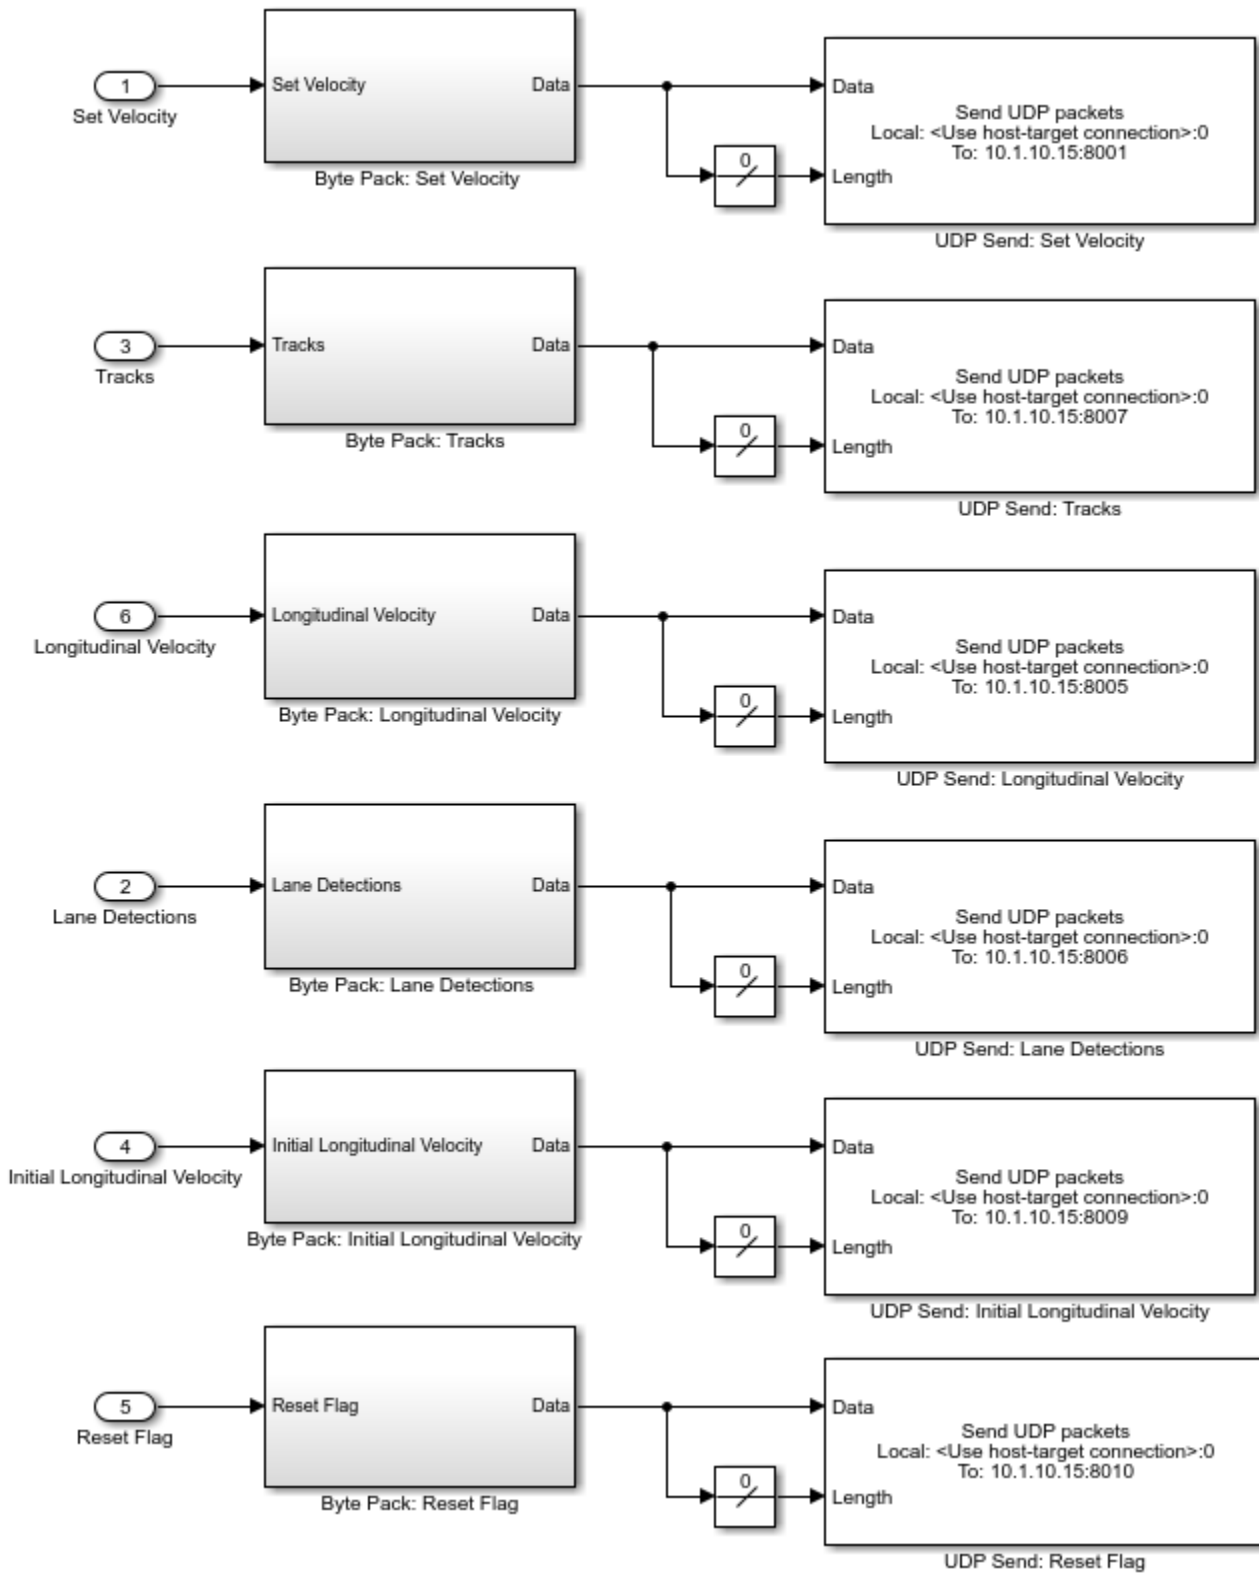 1
Set Velocity
Set Velocity
Data
Byte Pack: Set Velocity
0
Data
Send UDP packets
Local: <Use host-target connection>:0
To: 10.1.10.15:8001
Length
UDP Send: Set Velocity
3
Tracks
Tracks
Data
Byte Pack: Tracks
0
Data
Send UDP packets
Local: <Use host-target connection>:0
To: 10.1.10.15:8007
Length
UDP Send: Tracks
6
Longitudinal Velocity
Longitudinal Velocity
Data
Byte Pack: Longitudinal Velocity
0
Data
Send UDP packets
Local: <Use host-target connection>:0
To: 10.1.10.15:8005
Length
UDP Send: Longitudinal Velocity
2
Lane Detections
Lane Detections
Data
Byte Pack: Lane Detections
0
Data
Send UDP packets
Local: <Use host-target connection>:0
To: 10.1.10.15:8006
Length
UDP Send: Lane Detections
4
Initial Longitudinal Velocity
Initial Longitudinal Velocity
Data
Byte Pack: Initial Longitudinal Velocity
0
Data
Send UDP packets
Local: <Use host-target connection>:0
To: 10.1.10.15:8009
Length
UDP Send: Initial Longitudinal Velocity
5
Reset Flag
Reset Flag
Data
Byte Pack: Reset Flag
0
Data
Send UDP packets
Local: <Use host-target connection>:0
To: 10.1.10.15:8010
Length
UDP Send: Reset Flag